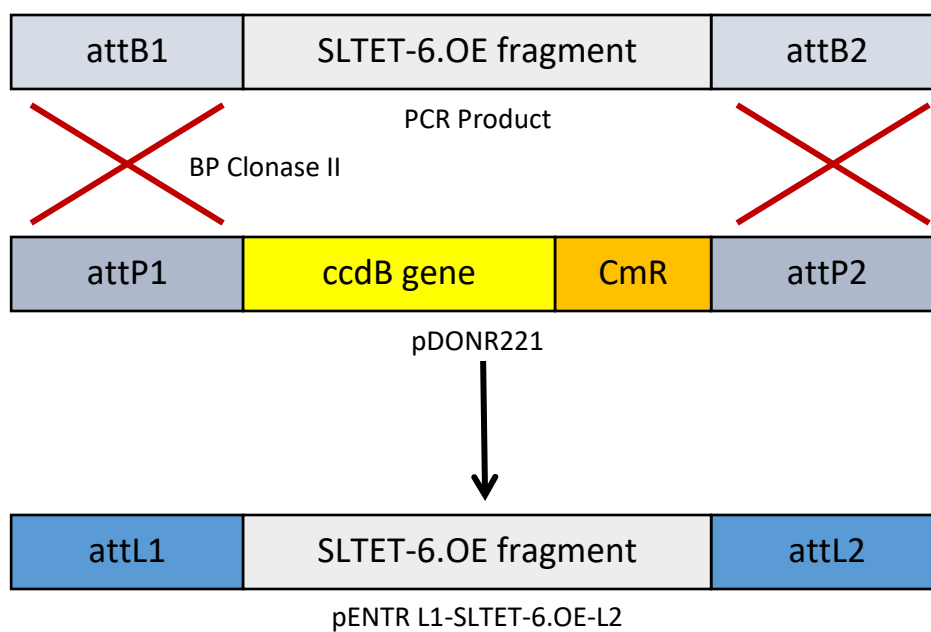 attB1 SLTET-6.OE fragment attB2
PCR Product
BP Clonase II
attP1 ccdB gene CmR attP2
pDONR221
attL1 SLTET-6.OE fragment attL2
pENTR L1-SLTET-6.OE-L2